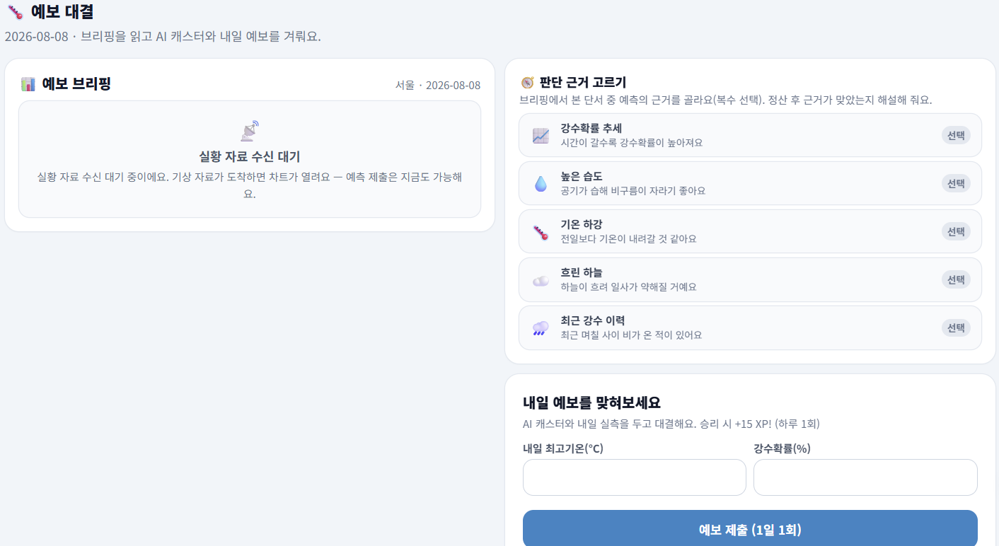 예보 대결
2026-08-08 · 브리핑을 읽고 AI 캐스터와 내일 예보를 겨뤄요.
예보 브리핑
서울 · 2026-08-08
실황 자료 수신 대기
실황 자료 수신 대기 중이에요. 기상 자료가 도착하면 차트가 열려요 — 예측 제출은 지금도 가능해
요.
판단 근거 고르기
브리핑에서 본 단서 중 예측의 근거를 골라요(복수 선택). 정산 후 근거가 맞았는지 해설해 줘요.
강수확률 추세
시간이 갈수록 강수확률이 높아져요
선택
높은 습도
공기가 습해 비구름이 자라기 좋아요
선택
기온 하강
전일보다 기온이 내려갈 것 같아요
선택
흐린 하늘
하늘이 흐려 일사가 약해질 거예요
선택
최근 강수 이력
최근 며칠 사이 비가 온 적이 있어요
선택
내일 예보를 맞혀보세요
AI 캐스터와 내일 실측을 두고 대결해요. 승리 시 +15 XP! (하루 1회)
내일 최고기온(°C)
강수확률(%)
예보 제출 (1일 1회)